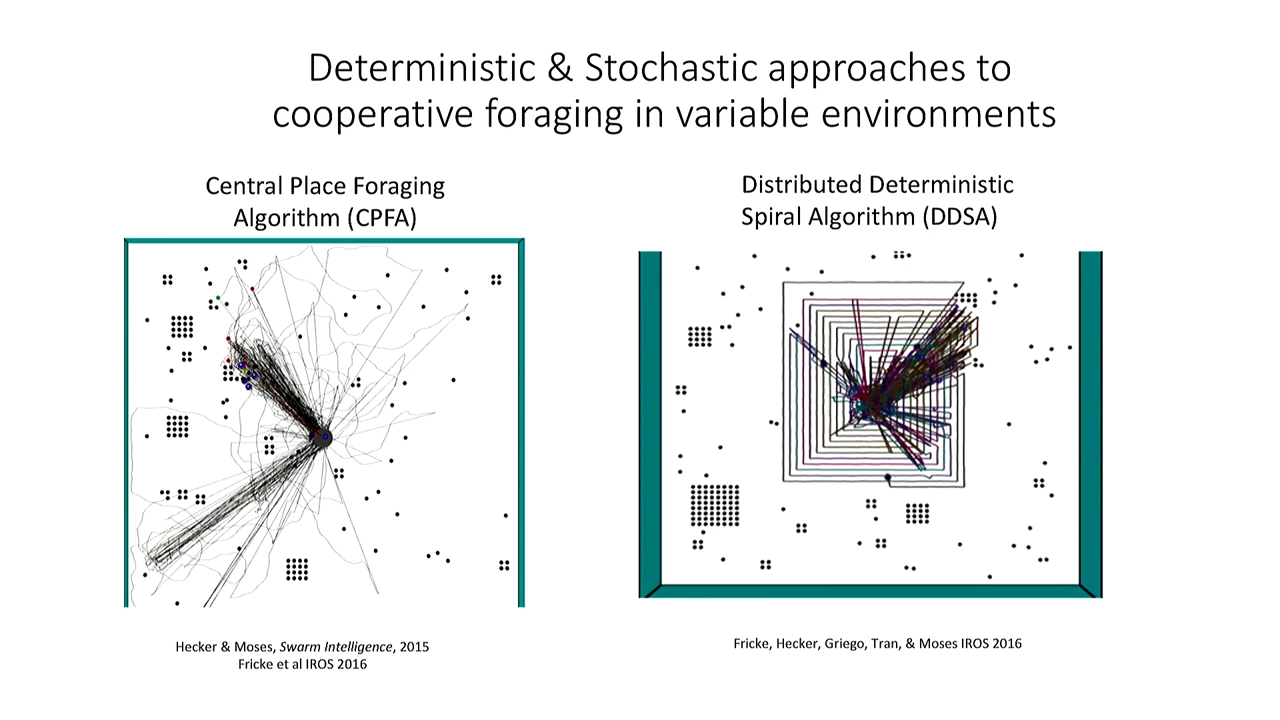 Deterministic & Stochastic approaches to
cooperative foraging in variable environments
Central Place Foraging
Algorithm (CPFA)
Distributed Deterministic
Spiral Algorithm (DDSA)
Hecker & Moses, Swarm Intelligence, 2015
Fricke et al IROS 2016
Fricke, Hecker, Griego, Tran, & Moses IROS 2016